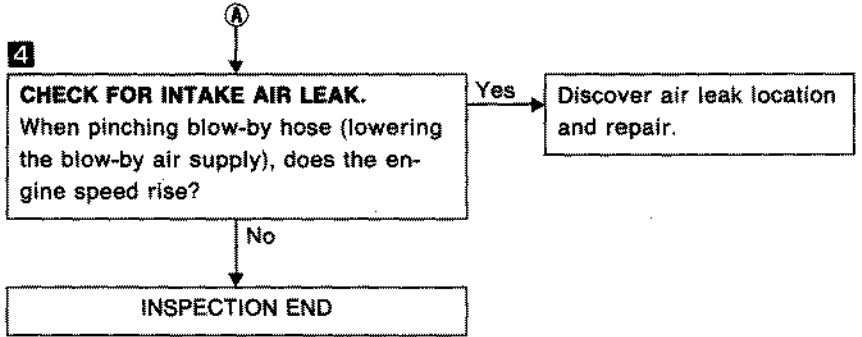 A
4
CHECK FOR INTAKE AIR LEAK.
When pinching blow-by hose (lowering
the blow-by air supply), does the en-
gine speed rise?
Yes
Discover air leak location
and repair.
No
INSPECTION END